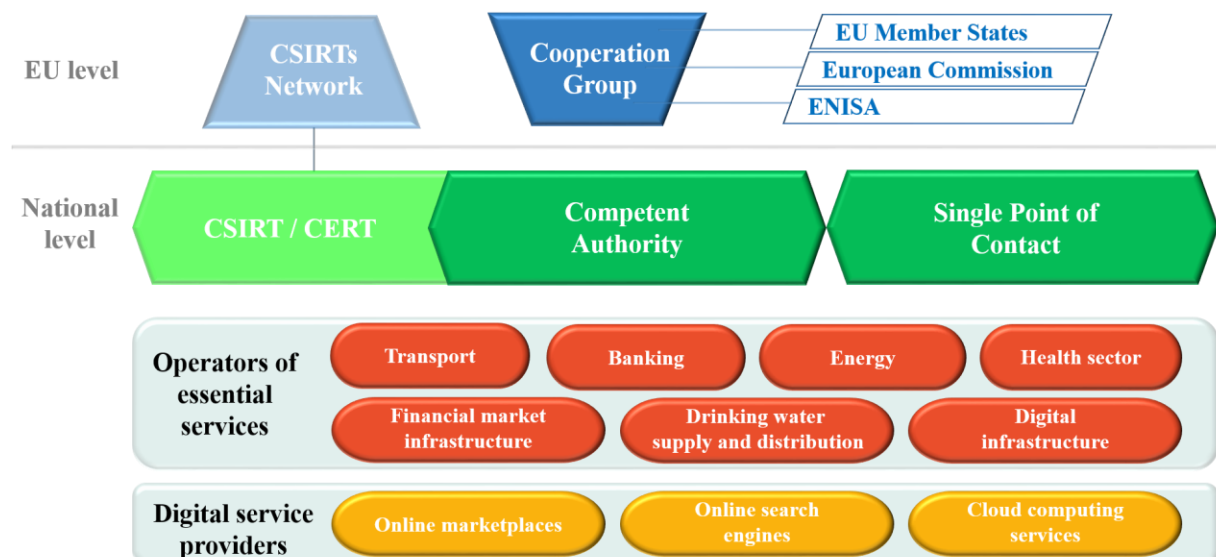 EU level
CSIRTs
Network
Cooperation
Group
EU Member States
European Commission
ENISA
National
level
CSIRT / CERT
Competent
Authority
Single Point of
Contact
Operators of
essential
services
Transport
Banking
Energy
Health sector
Financial market
infrastructure
Drinking water
supply and distribution
Digital
infrastructure
Digital service
providers
Online marketplaces
Online search
engines
Cloud computing
services